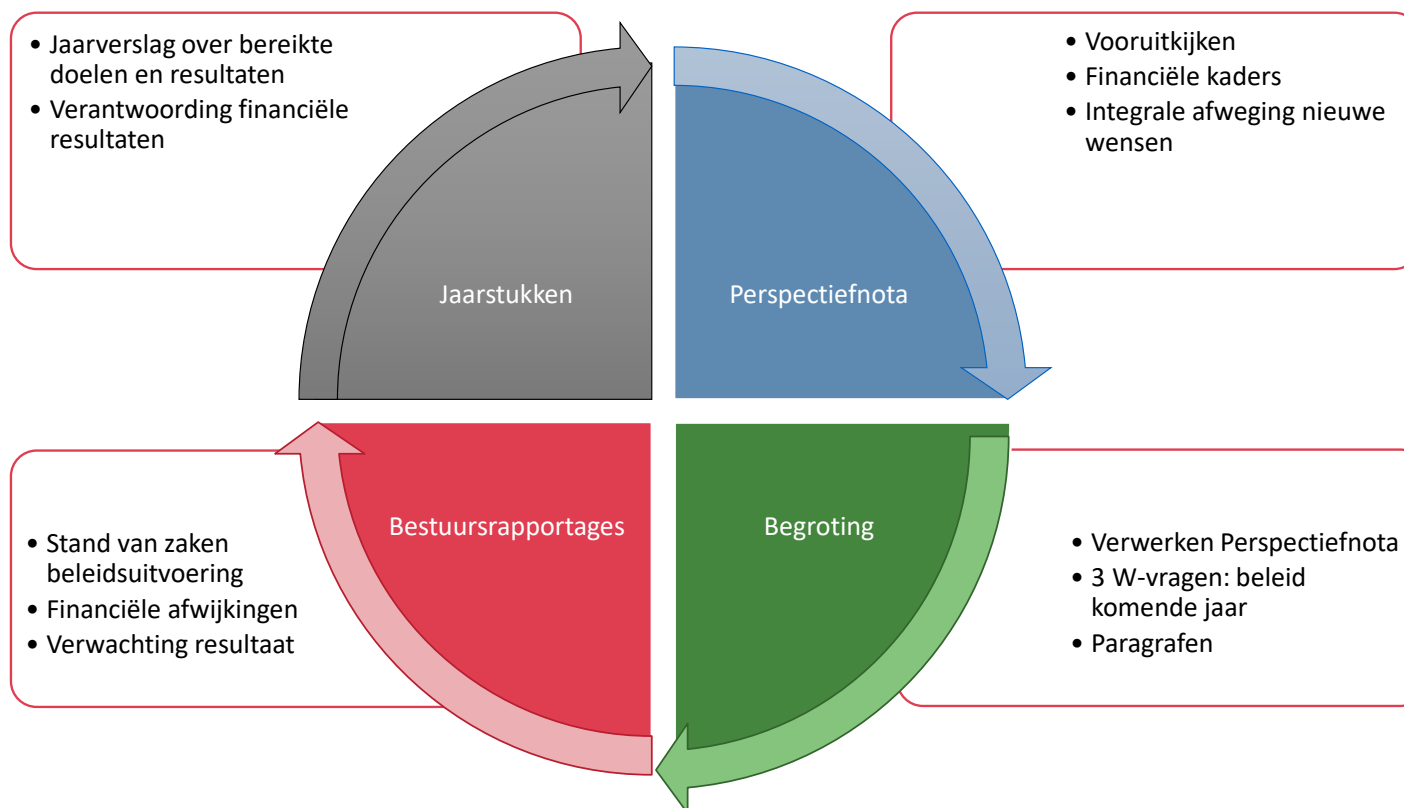 • Jaarverslag over bereikte
doelen en resultaten
• Verantwoording financiële
resultaten
• Vooruitkijken
• Financiële kaders
• Integrale afweging nieuwe
wensen
Jaarstukken
Perspectiefnota
Bestuursrapportages
Begroting
• Stand van zaken
beleidsuitvoering
• Financiële afwijkingen
• Verwachting resultaat
• Verwerken Perspectiefnota
• 3 W-vragen: beleid
komende jaar
• Paragrafen